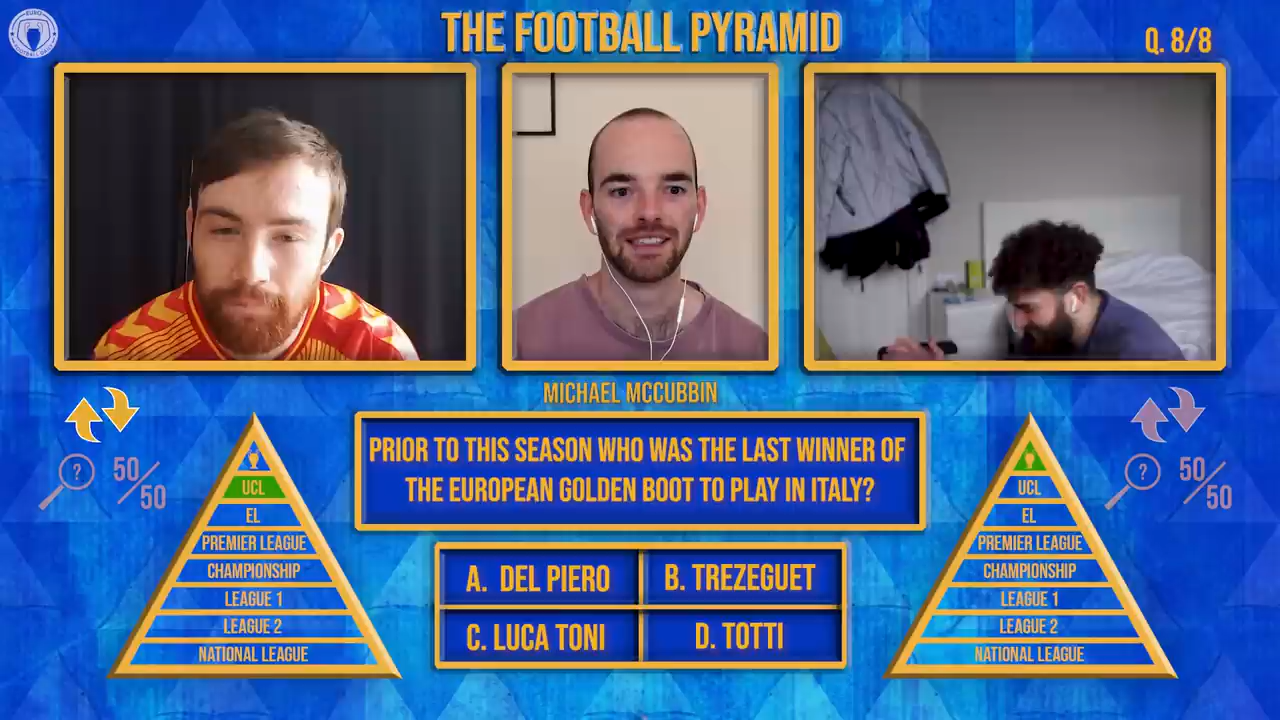 THE FOOTBALL PYRAMID
Q. 8/8
EURO
FOOTBALL DAILY
MICHAEL MCCUBBIN
? 50/50
PRIOR TO THIS SEASON WHO WAS THE LAST WINNER OF
THE EUROPEAN GOLDEN BOOT TO PLAY IN ITALY?
A. DEL PIERO
B. TREZEGUET
C. LUCA TONI
D. TOTTI
UCL
EL
PREMIER LEAGUE
CHAMPIONSHIP
LEAGUE 1
LEAGUE 2
NATIONAL LEAGUE
? 50/50
UCL
EL
PREMIER LEAGUE
CHAMPIONSHIP
LEAGUE 1
LEAGUE 2
NATIONAL LEAGUE